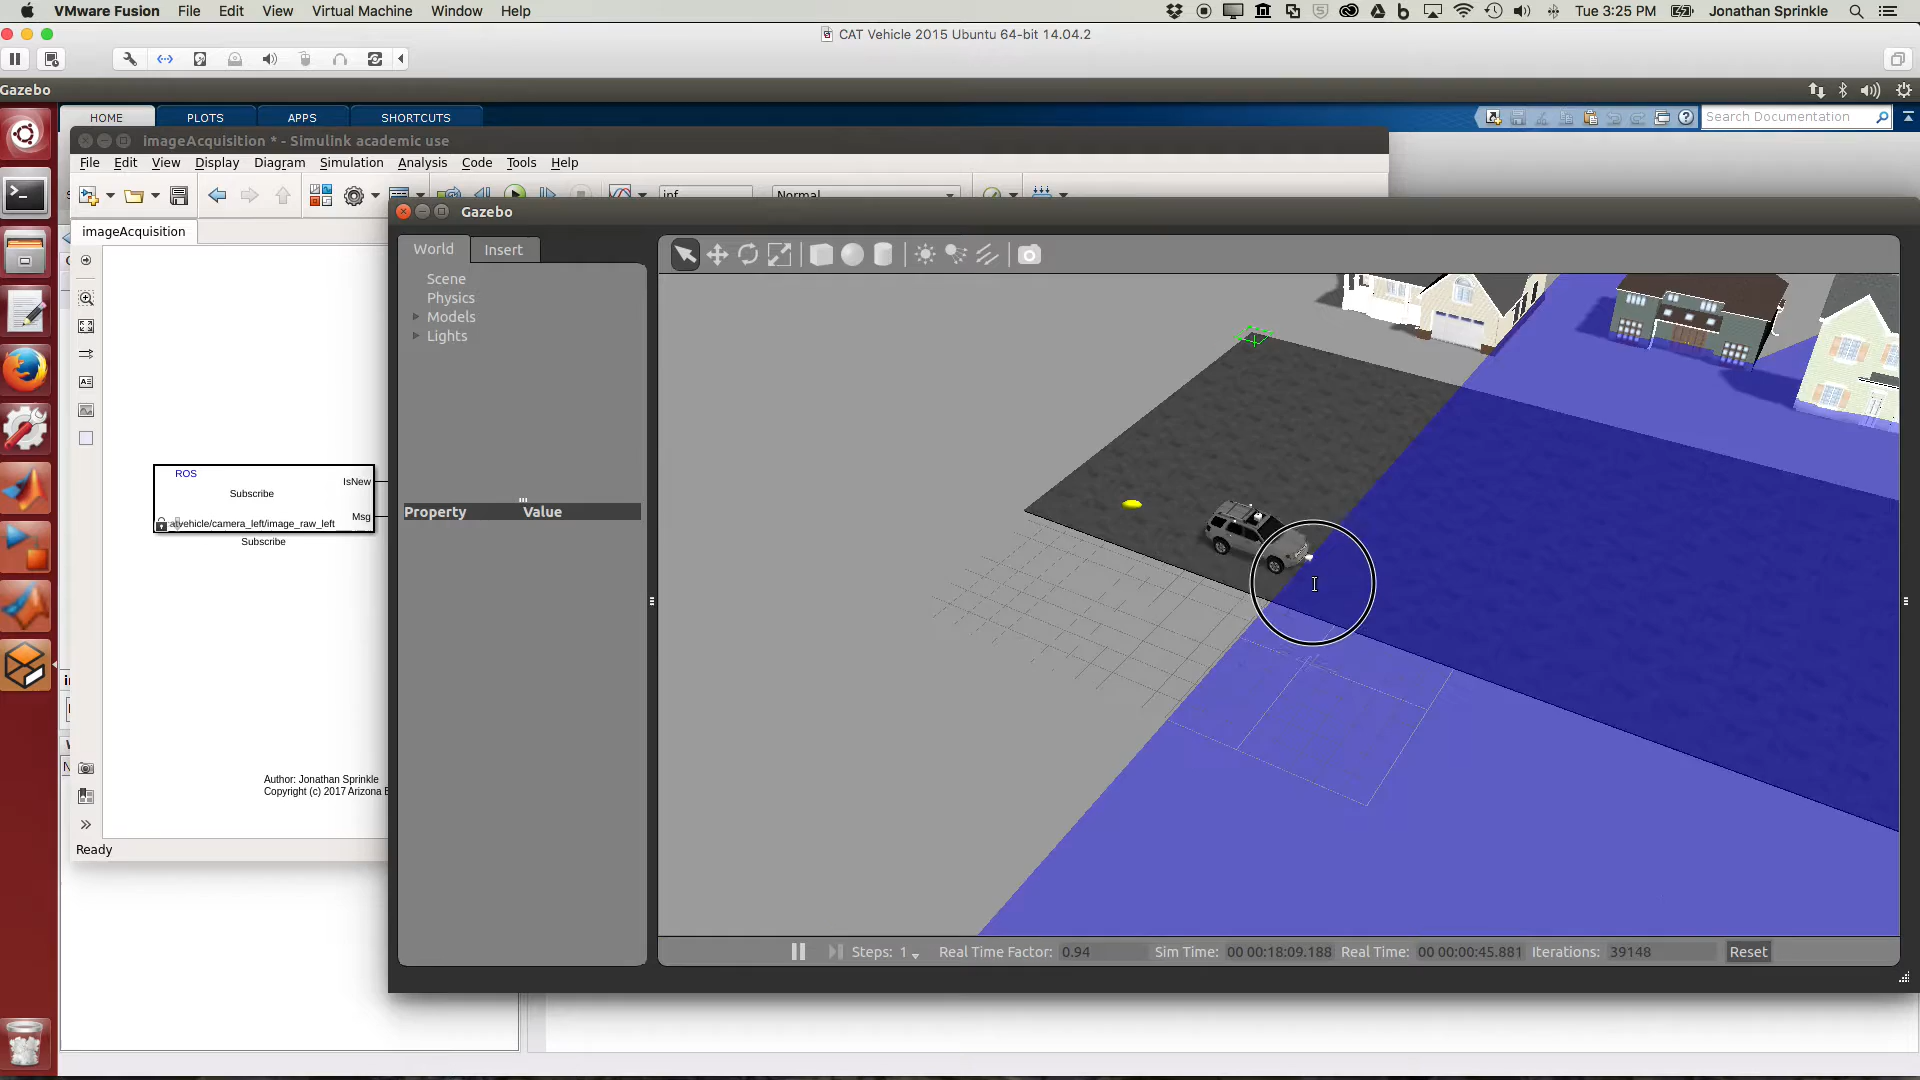 VMware Fusion File Edit View Virtual Machine Window Help Tue 3:25 PM Jonathan Sprinkle
CAT Vehicle 2015 Ubuntu 64-bit 14.04.2
Gazebo
HOME PLOTS APPS SHORTCUTS Search Documentation
imageAcquisition * - Simulink academic use
File Edit View Display Diagram Simulation Analysis Code Tools Help
inf Normal
Gazebo
imageAcquisition
World Insert
Scene
Physics
Models
Lights
ROS
IsNew
Subscribe
Msg
Property Value
vehicle/camera_left/image_raw_left
Subscribe
Author: Jonathan Sprinkle
Copyright (c) 2017 Arizona
Ready
Steps: 1 Real Time Factor: 0.94 Sim Time: 00 00:18:09.188 Real Time: 00 00:00:45.881 Iterations: 39148 Reset